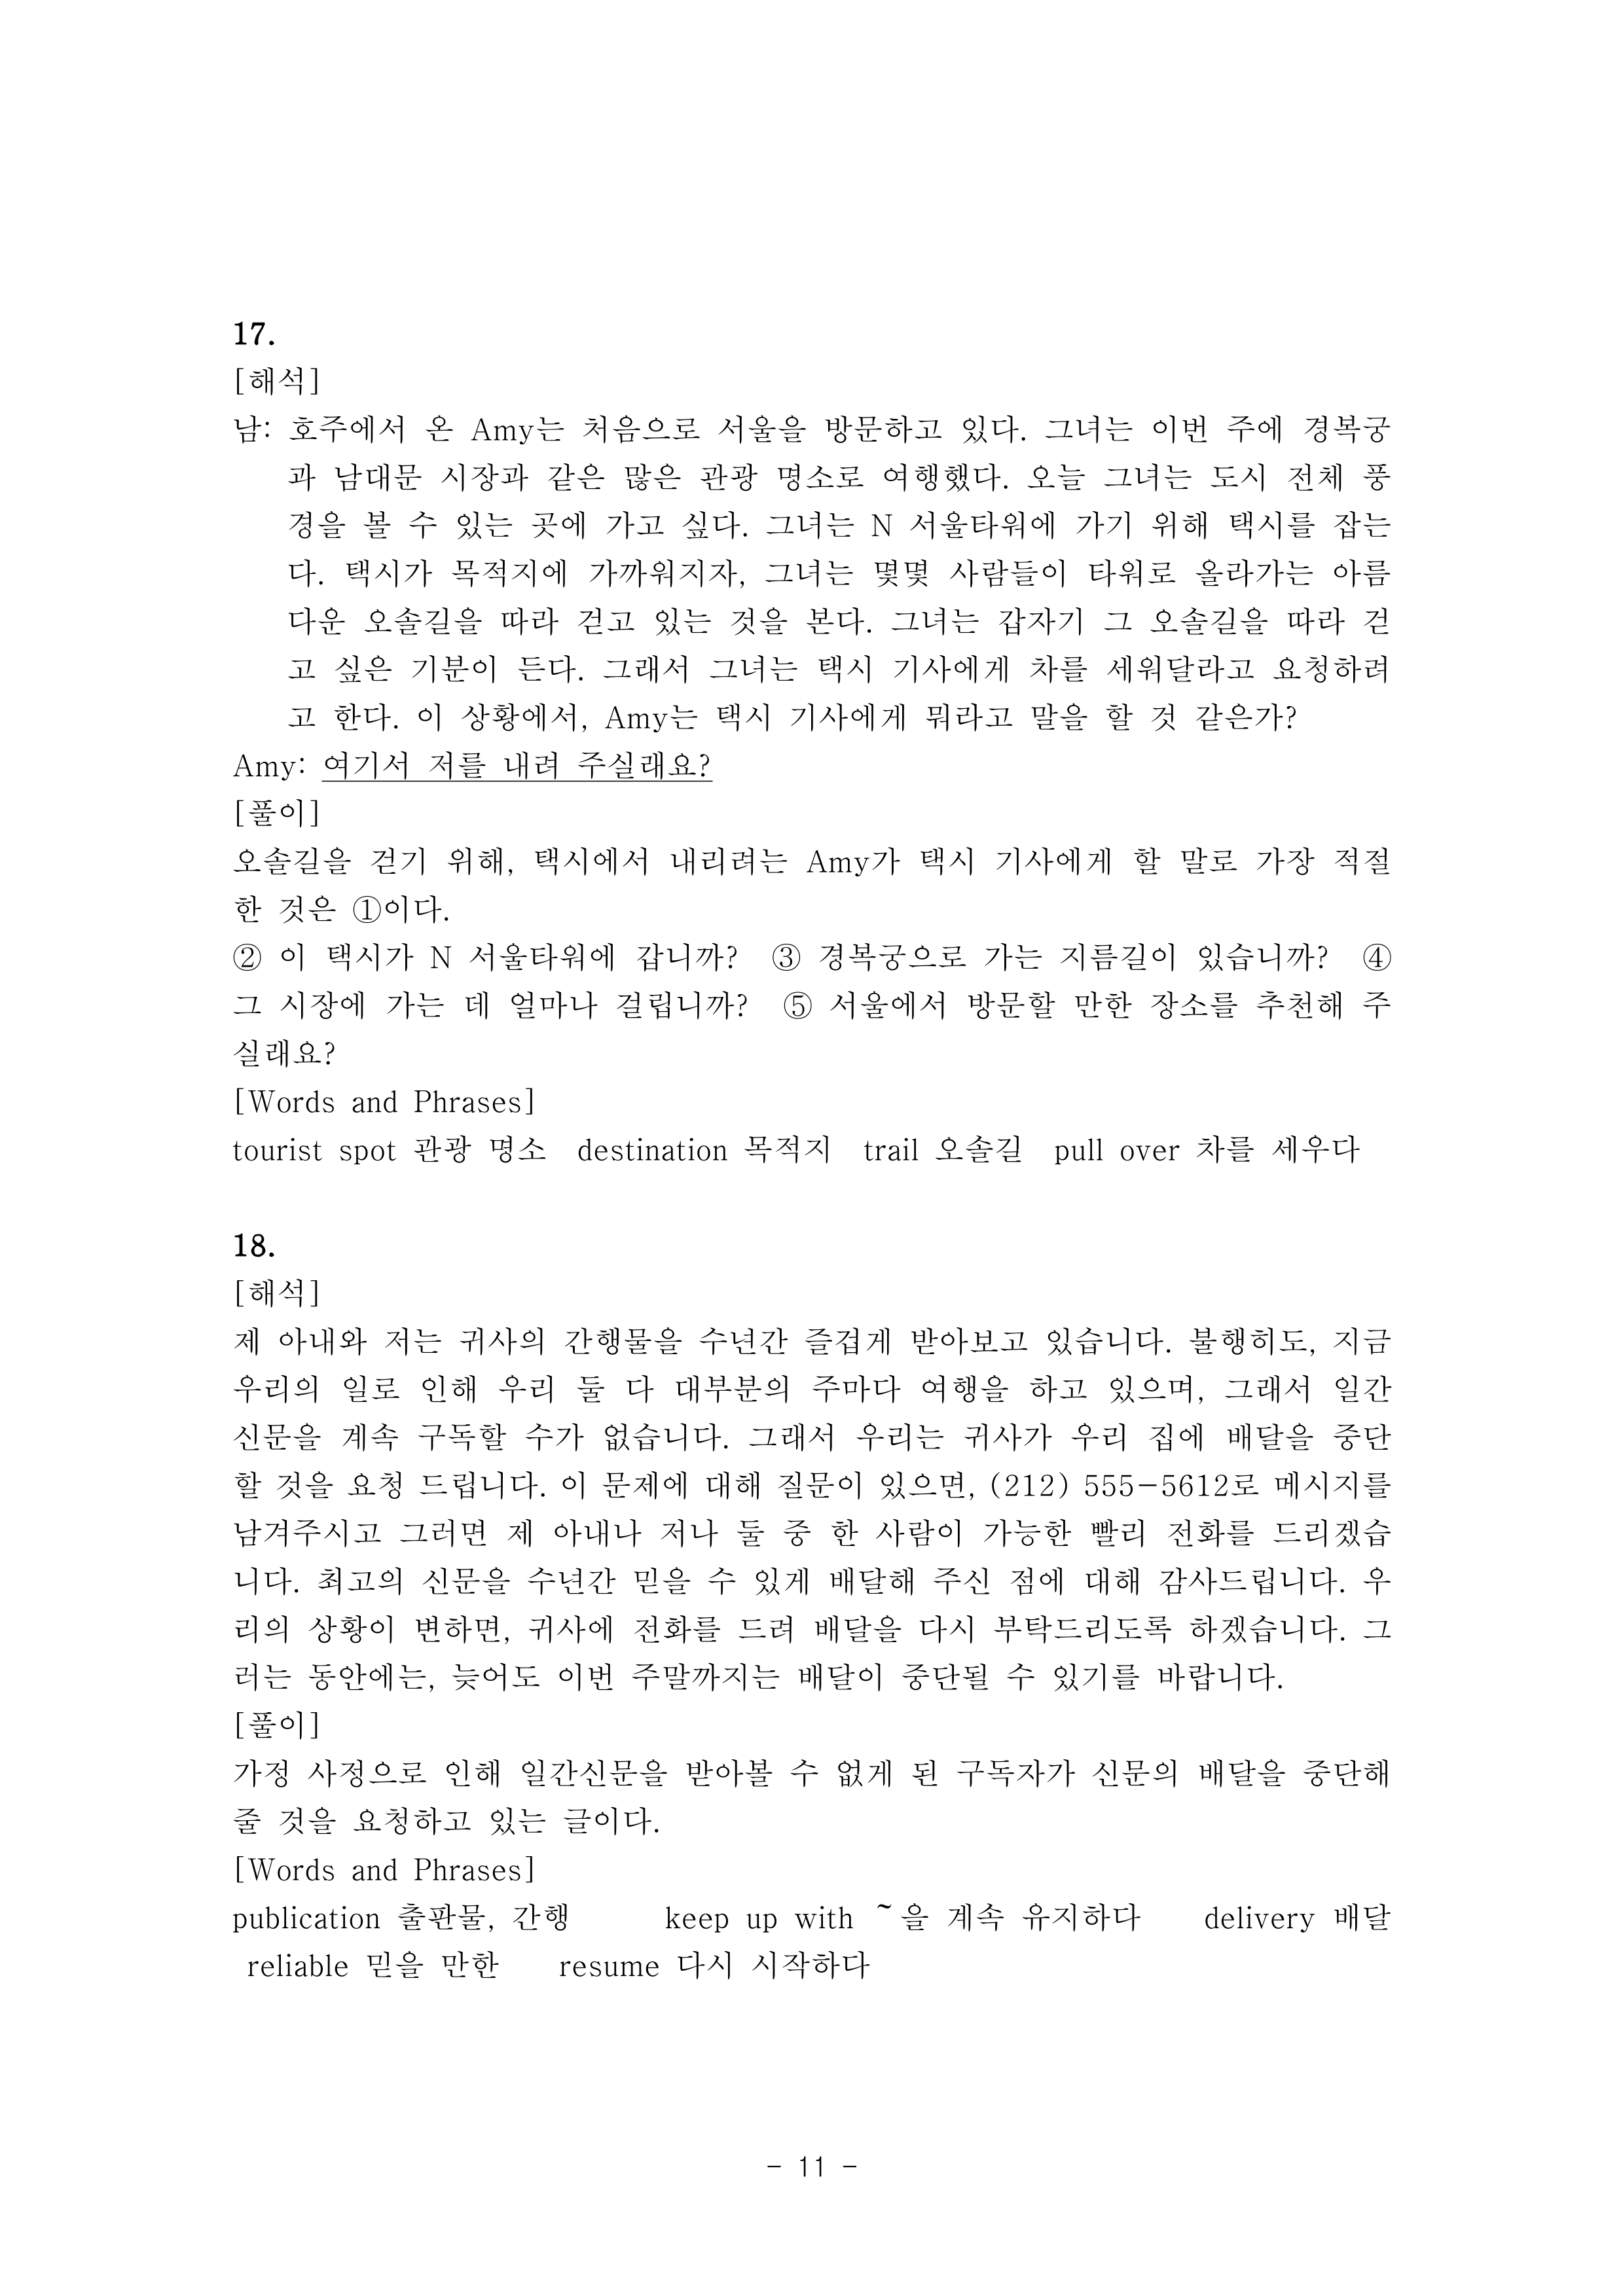 17.
[해석]
남: 호주에서 온 Amy는 처음으로 서울을 방문하고 있다. 그녀는 이번 주에 경복궁
과 남대문 시장과 같은 많은 관광 명소로 여행했다. 오늘 그녀는 도시 전체 풍
경을 볼 수 있는 곳에 가고 싶다. 그녀는 N 서울타워에 가기 위해 택시를 잡는
다. 택시가 목적지에 가까워지자, 그녀는 몇몇 사람들이 타워로 올라가는 아름
다운 오솔길을 따라 걷고 있는 것을 본다. 그녀는 갑자기 그 오솔길을 따라 걷
고 싶은 기분이 든다. 그래서 그녀는 택시 기사에게 차를 세워달라고 요청하려
고 한다. 이 상황에서, Amy는 택시 기사에게 뭐라고 말을 할 것 같은가?
Amy: 여기서 저를 내려 주실래요?
[풀이]
오솔길을 걷기 위해, 택시에서 내리려는 Amy가 택시 기사에게 할 말로 가장 적절
한 것은 ①이다.
② 이 택시가 N 서울타워에 갑니까? ③ 경복궁으로 가는 지름길이 있습니까? ④
그 시장에 가는 데 얼마나 걸립니까? ⑤ 서울에서 방문할 만한 장소를 추천해 주
실래요?
[Words and Phrases]
tourist spot 관광 명소 destination 목적지 trail 오솔길 pull over 차를 세우다
18.
[해석]
제 아내와 저는 귀사의 간행물을 수년간 즐겁게 받아보고 있습니다. 불행히도, 지금
우리의 일로 인해 우리 둘 다 대부분의 주마다 여행을 하고 있으며, 그래서 일간
신문을 계속 구독할 수가 없습니다. 그래서 우리는 귀사가 우리 집에 배달을 중단
할 것을 요청 드립니다. 이 문제에 대해 질문이 있으면, (212) 555-5612로 메시지를
남겨주시고 그러면 제 아내나 저나 둘 중 한 사람이 가능한 빨리 전화를 드리겠습
니다. 최고의 신문을 수년간 믿을 수 있게 배달해 주신 점에 대해 감사드립니다. 우
리의 상황이 변하면, 귀사에 전화를 드려 배달을 다시 부탁드리도록 하겠습니다. 그
러는 동안에는, 늦어도 이번 주말까지는 배달이 중단될 수 있기를 바랍니다.
[풀이]
가정 사정으로 인해 일간신문을 받아볼 수 없게 된 구독자가 신문의 배달을 중단해
줄 것을 요청하고 있는 글이다.
[Words and Phrases]
publication 출판물, 간행 keep up with ~을 계속 유지하다 delivery 배달
reliable 믿을 만한 resume 다시 시작하다
- 11 -